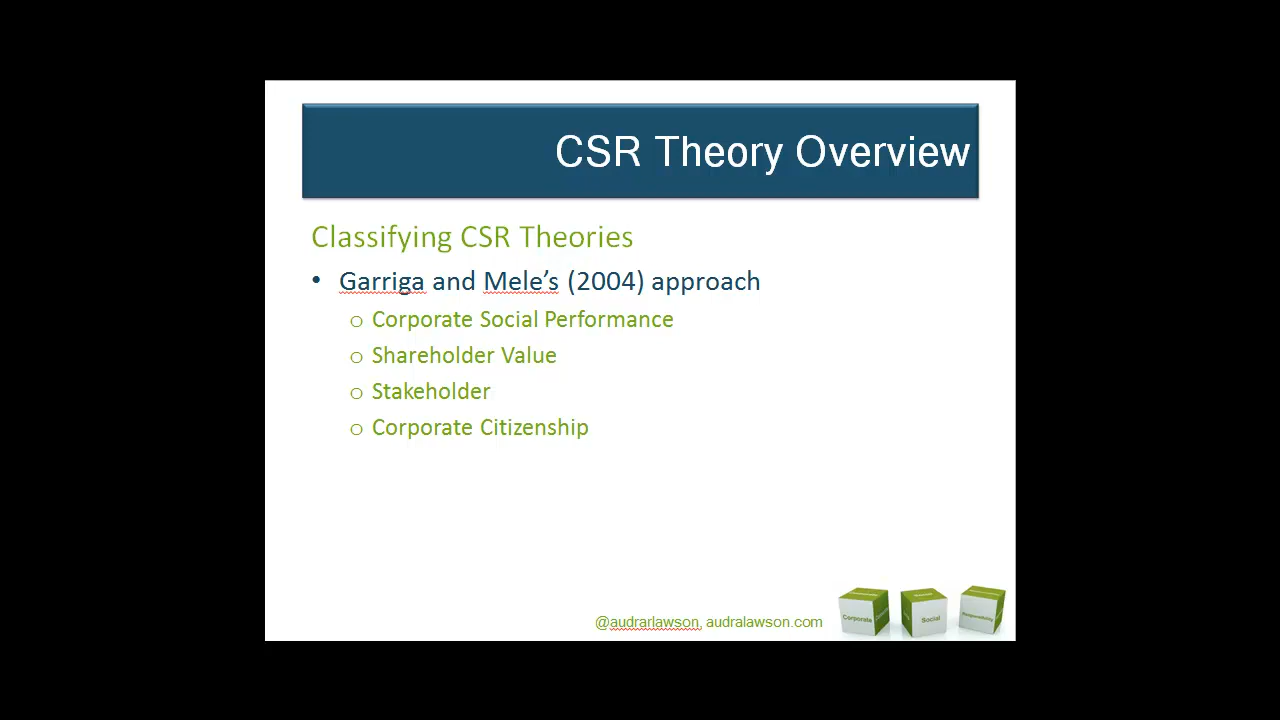 CSR Theory Overview
Classifying CSR Theories
• Garriga and Mele's (2004) approach
o Corporate Social Performance
o Shareholder Value
o Stakeholder
o Corporate Citizenship
@audrarlawson, audralawson.com
Corporate
Social
Responsibility